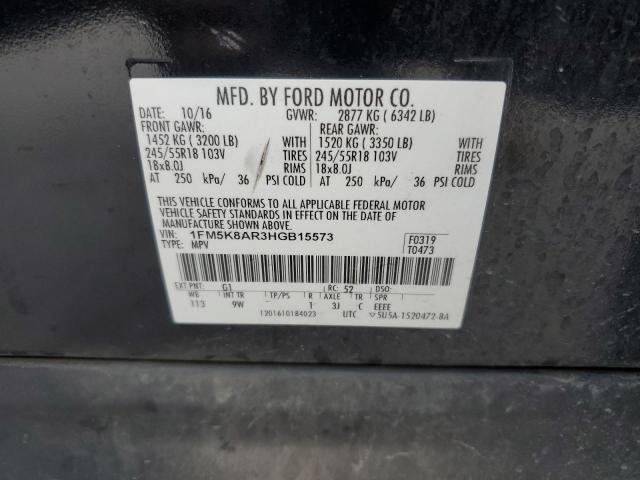 MFD. BY FORD MOTOR CO.
DATE: 10/16 GVWR: 2877 KG ( 6342 LB)
FRONT GAWR: REAR GAWR:
1452 KG ( 3200 LB) WITH 1520 KG ( 3350 LB) WITH
245/55R18 103V TIRES 245/55R18 103V TIRES
18x8.0J RIMS 18x8.0J RIMS
AT 250 kPa/ 36 PSI COLD AT 250 kPa/ 36 PSI COLD
THIS VEHICLE CONFORMS TO ALL APPLICABLE FEDERAL MOTOR
VEHICLE SAFETY STANDARDS IN EFFECT ON THE DATE OF
MANUFACTURE SHOWN ABOVE.
VIN: 1FM5K8AR3HGB15573 F0319
TYPE: MPV T0473
EXT PNT: G1 RC: 52 DSO:
WB INT TR TP/PS R AXLE TR SPR
113 9W 1 3J C EEEE
1201610184023 UTC ▽5U5A-1520472-BA